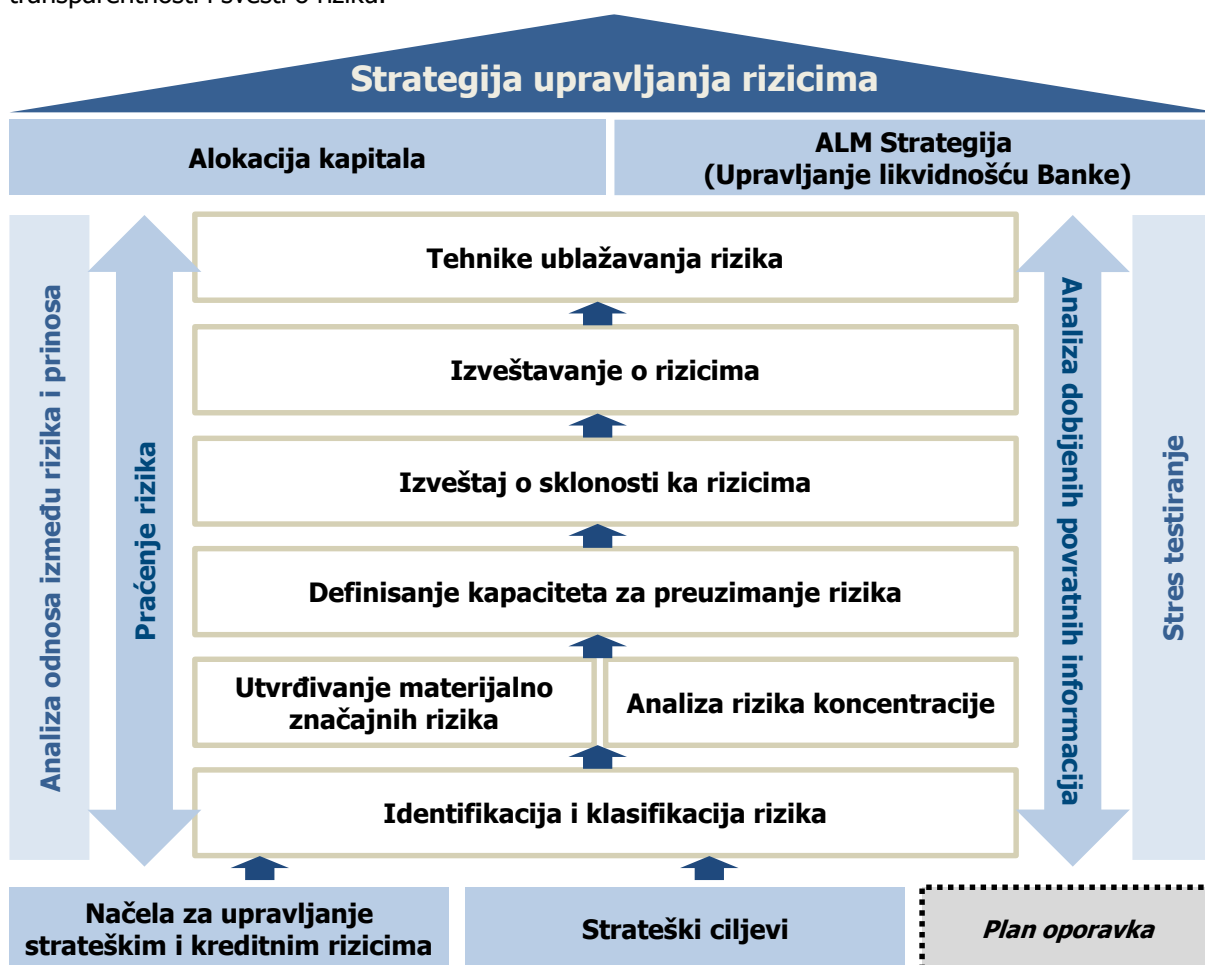 transparentnosti i svesti o riziku.
Strategija upravljanja rizicima
Alokacija kapitala
ALM Strategija
(Upravljanje likvidnošću Banke)
Analiza odnosa između rizika i prinosa
Praćenje rizika
Tehnike ublažavanja rizika
Izveštavanje o rizicima
Izveštaj o sklonosti ka rizicima
Definisanje kapaciteta za preuzimanje rizika
Utvrđivanje materijalno
značajnih rizika
Analiza rizika koncentracije
Identifikacija i klasifikacija rizika
Analiza dobijenih povratnih informacija
Stres testiranje
Načela za upravljanje
strateškim i kreditnim rizicima
Strateški ciljevi
Plan oporavka